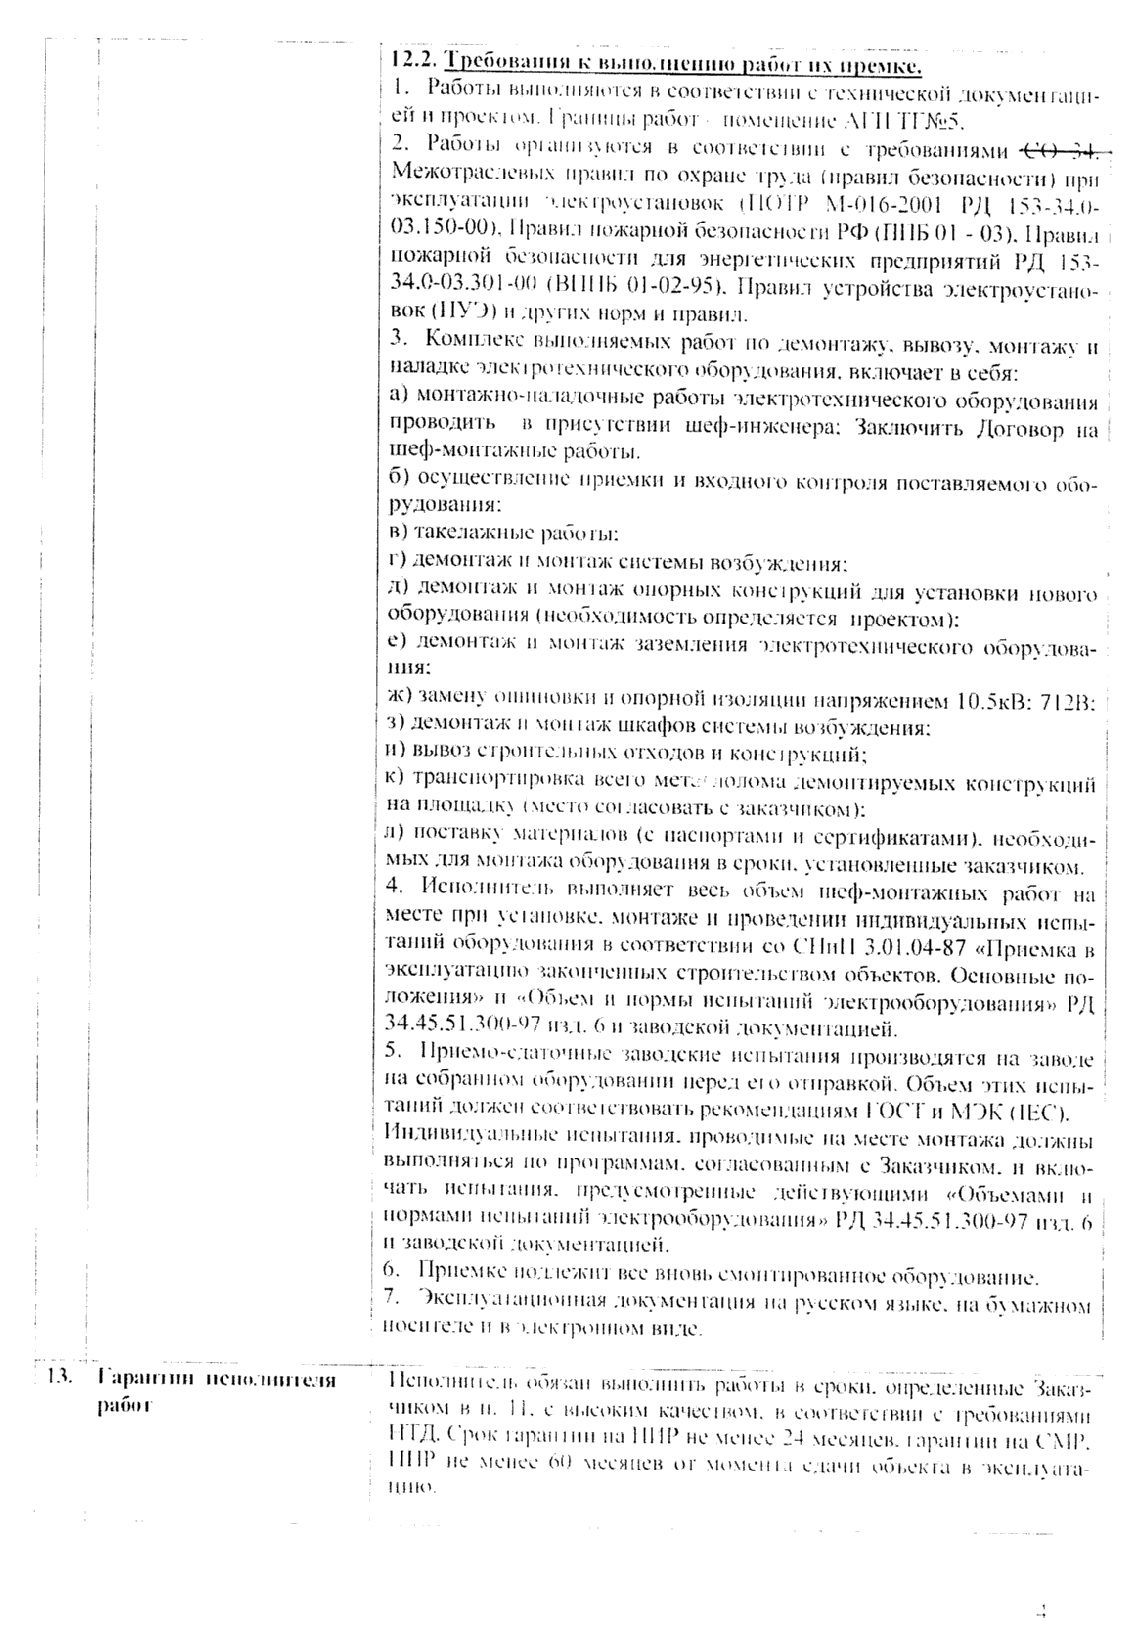 12.2. Требования к выполнению работ их премке.
1. Работы выполняются в соответствии с технической документаци-
ей и проектом. Границы работ - помещение АГП ТГ№5.
2. Работы организуются в соответствии с требованиями СО 34.
Межотраслевых правил по охране труда (правил безопасности) при
эксплуатации электроустановок (ПОТР М-016-2001 РД 153-34.0-
03.150-00), Правил пожарной безопасности РФ (ППБ 01 - 03), Правил
пожарной безопасности для энергетических предприятий РД 153-
34.0-03.301-00 (ВППБ 01-02-95), Правил устройства электроустано-
вок (ПУЭ) и других норм и правил.
3. Комплекс выполняемых работ по демонтажу, вывозу, монтажу и
наладке электротехнического оборудования, включает в себя:
а) монтажно-наладочные работы электротехнического оборудования
проводить в присутствии шеф-инженера; Заключить Договор на
шеф-монтажные работы.
б) осуществление приемки и входного контроля поставляемого обо-
рудования;
в) такелажные работы;
г) демонтаж и монтаж системы возбуждения;
д) демонтаж и монтаж опорных конструкций для установки нового
оборудования (необходимость определяется проектом);
е) демонтаж и монтаж заземления электротехнического оборудова-
ния;
ж) замену ошиновки и опорной изоляции напряжением 10.5кВ; 712В;
з) демонтаж и монтаж шкафов системы возбуждения;
и) вывоз строительных отходов и конструкций;
к) транспортировка всего металлолома демонтируемых конструкций
на площадку (место согласовать с заказчиком);
л) поставку материалов (с паспортами и сертификатами), необходи-
мых для монтажа оборудования в сроки, установленные заказчиком.
4. Исполнитель выполняет весь объем шеф-монтажных работ на
месте при установке, монтаже и проведении индивидуальных испы-
таний оборудования в соответствии со СНиП 3.01.04-87 «Приемка в
эксплуатацию законченных строительством объектов. Основные по-
ложения» и «Объем и нормы испытаний электрооборудования» РД
34.45.51.300-97 изд. 6 и заводской документацией.
5. Приемо-сдаточные заводские испытания производятся на заводе
на собранном оборудовании перед его отправкой. Объем этих испы-
таний должен соответствовать рекомендациям ГОСТ и МЭК (IEC).
Индивидуальные испытания, проводимые на месте монтажа должны
выполняться по программам, согласованным с Заказчиком, и вклю-
чать испытания, предусмотренные действующими «Объемами и
нормами испытаний электрооборудования» РД 34.45.51.300-97 изд. 6
и заводской документацией.
6. Приемке подлежит все вновь смонтированное оборудование.
7. Эксплуатационная документация на русском языке, на бумажном
носителе и в электронном виде.
13. Гарантии исполнителя
работ
Исполнитель обязан выполнить работы в сроки, определенные Заказ-
чиком в п. 11, с высоким качеством, в соответствии с требованиями
НТД. Срок гарантии на ПИР не менее 24 месяцев, гарантии на СМР,
ПНР не менее 60 месяцев от момента сдачи объекта в эксплуата-
цию.
4